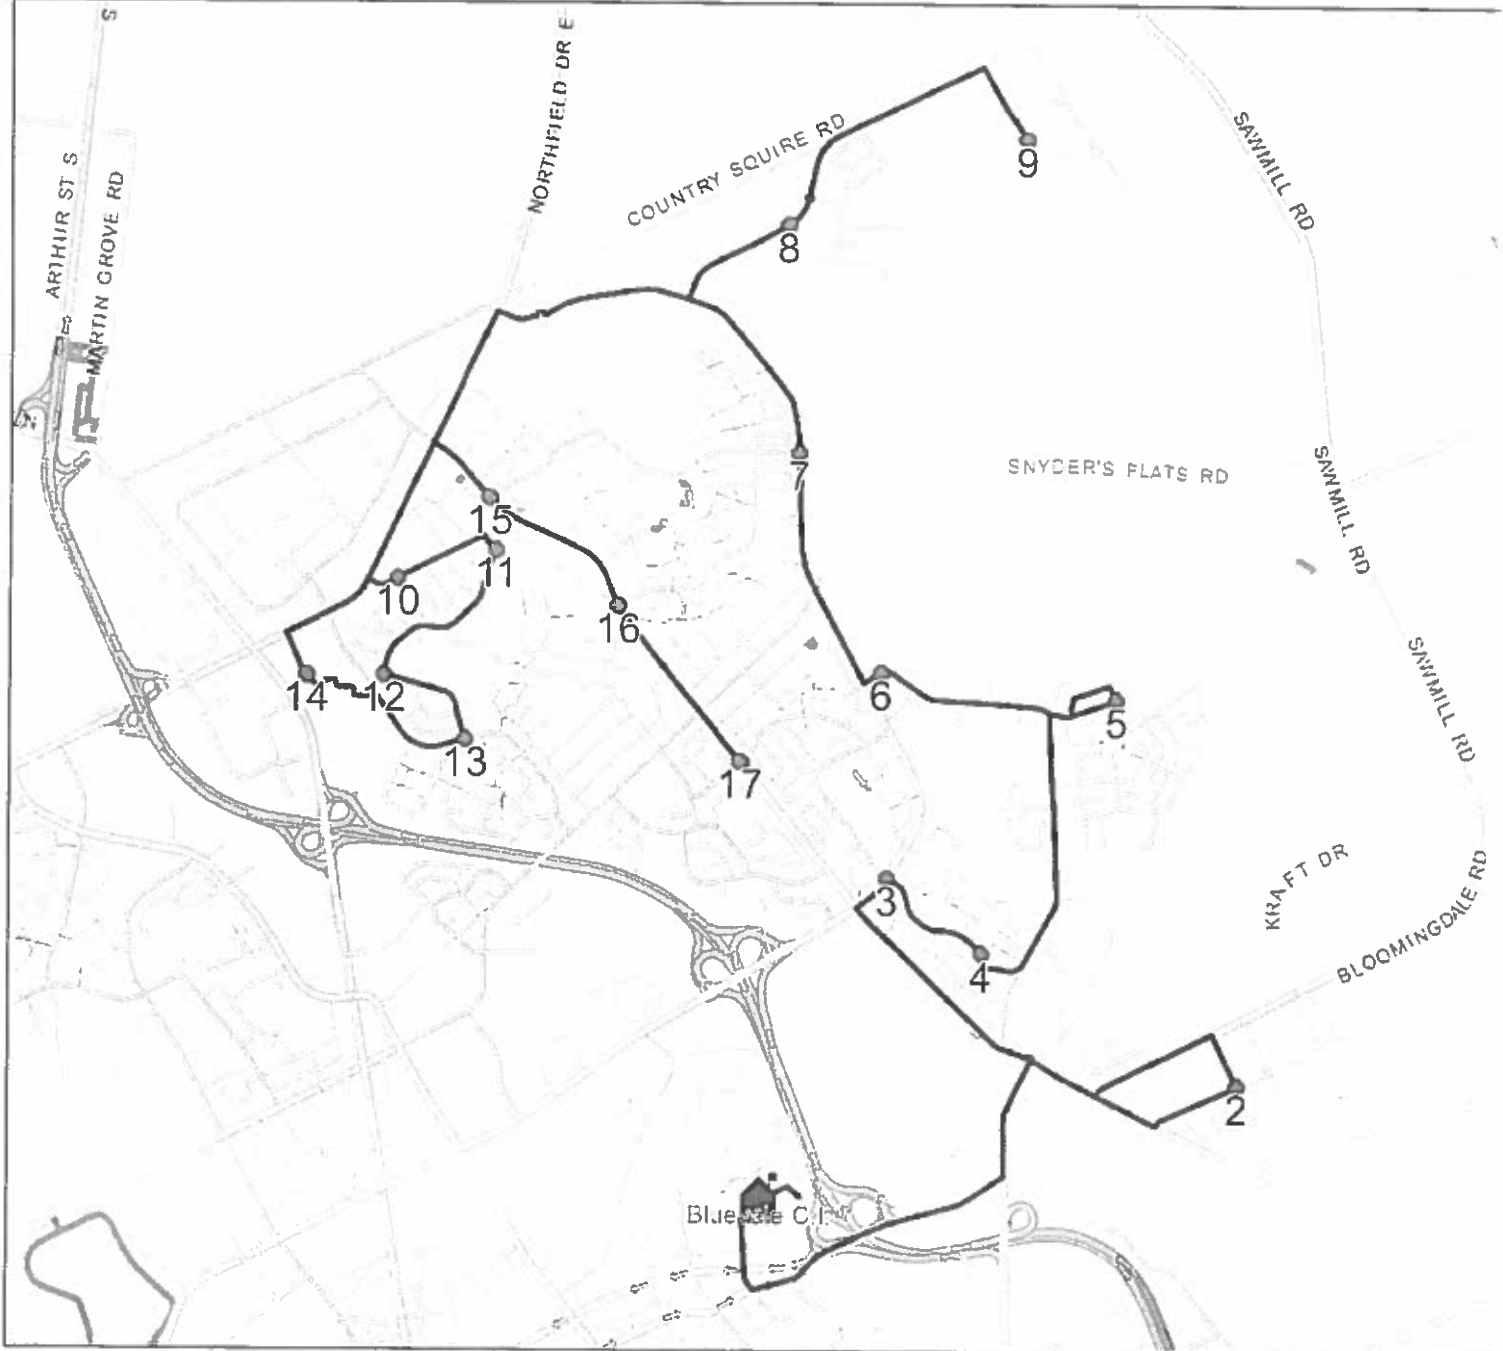 S
NORTHFIELD DR E
COUNTRY SQUIRE RD
SAWMILL RD
9
ARTHUR ST S
MARTIN GROVE RD
8
7
SNYDER'S FLATS RD
SAWMILL RD
15
11
10
16
14
12
6
5
SAWMILL RD
13
17
3
KRAFT DR
BLOOMINGDALE RD
4
2
C.I.